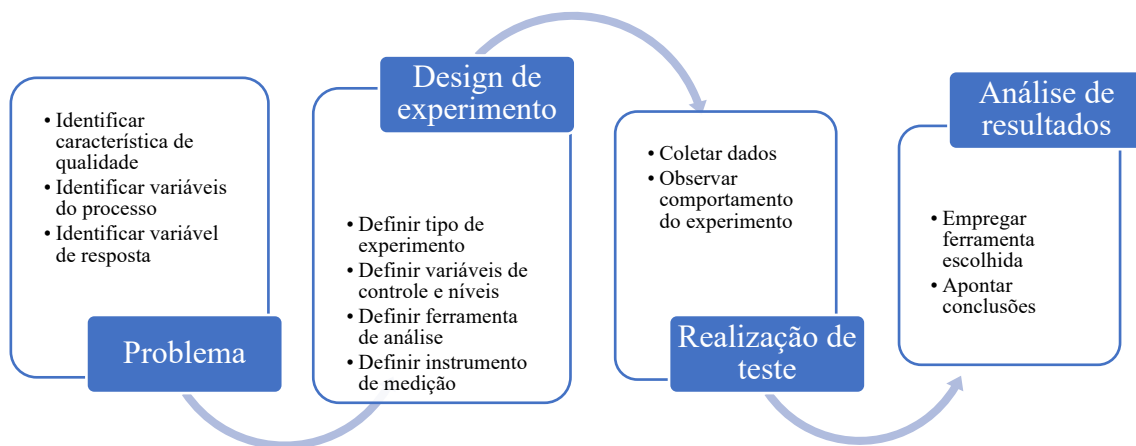 • Identificar
característica de
qualidade
• Identificar variáveis
do processo
• Identificar variável
de resposta
Problema
Design de
experimento
• Definir tipo de
experimento
• Definir variáveis de
controle e níveis
• Definir ferramenta
de análise
• Definir instrumento
de medição
• Coletar dados
• Observar
comportamento
do experimento
Realização de
teste
Análise de
resultados
• Empregar
ferramenta
escolhida
• Apontar
conclusões